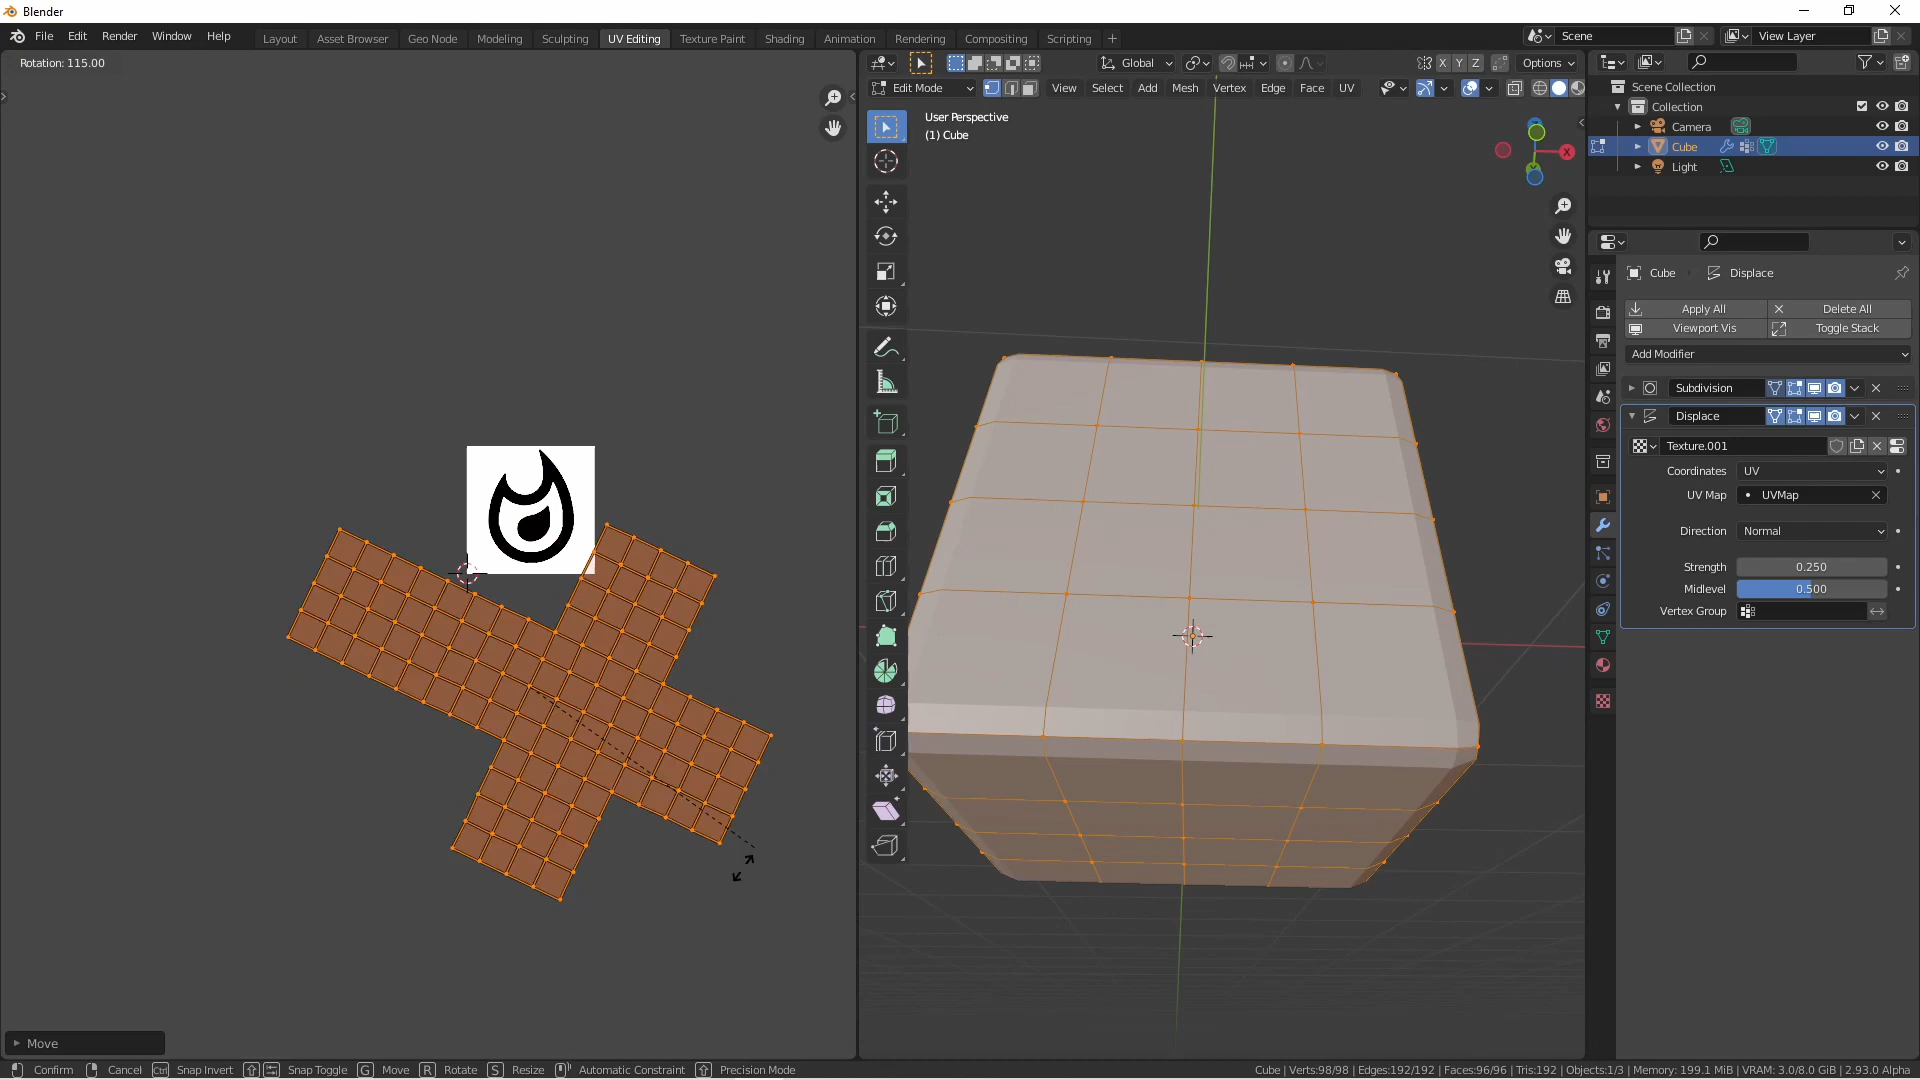 Blender
File Edit Render Window Help
Layout Asset Browser Geo Node Modeling Sculpting UV Editing Texture Paint Shading Animation Rendering Compositing Scripting +
Scene
View Layer
Rotation: 115.00
Global
X Y Z
Options
Edit Mode
View Select Add Mesh Vertex Edge Face UV
User Perspective
(1) Cube
X
Scene Collection
Collection
Camera
Cube
Light
Cube Displace
Apply All Delete All
Viewport Vis Toggle Stack
Add Modifier
Subdivision
Displace
Texture.001
Coordinates UV
UV Map UVMap
Direction Normal
Strength 0.250
Midlevel 0.500
Vertex Group
Move
Confirm Cancel Ctrl Snap Invert Snap Toggle G Move R Rotate S Resize Automatic Constraint Precision Mode
Cube | Verts:98/98 | Edges:192/192 | Faces:96/96 | Tris:192 | Objects:1/3 | Memory: 199.1 MiB | VRAM: 3.0/8.0 GiB | 2.93.0 Alpha